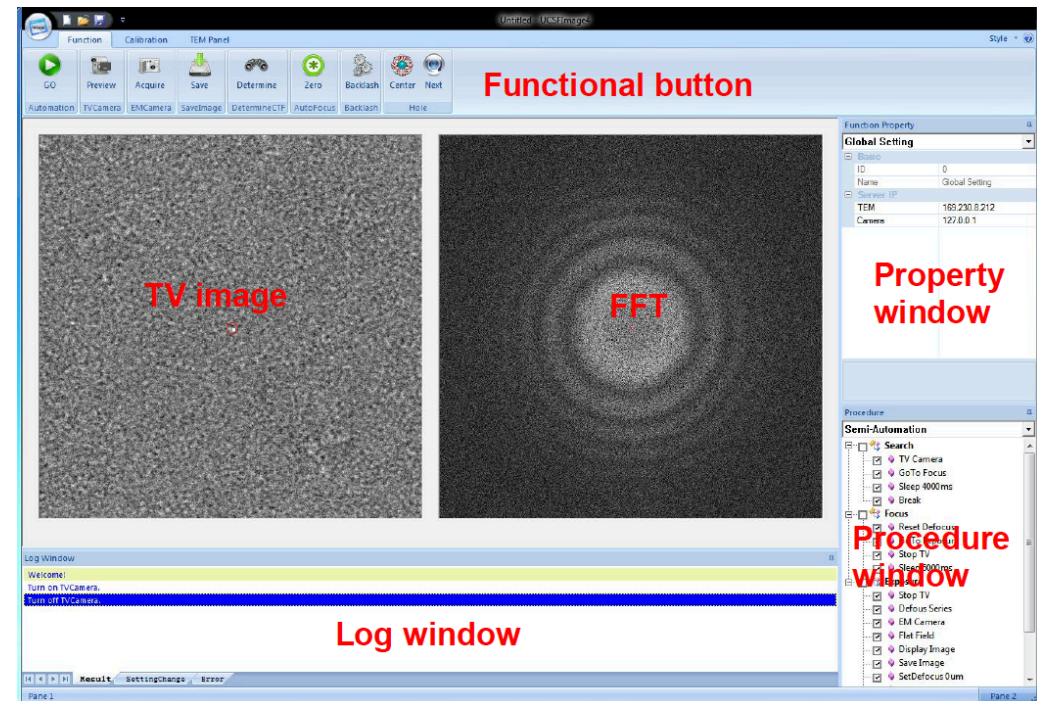 Untitled - UCSFImage4
Function Calibration TEM Panel Style
GO Preview Acquire Save Determine Zero Backlash Center Next
Automation TVCamera EMCamera SaveImage DetermineCTF AutoFocus Backlash Hole
Functional button
Function Property
Global Setting
Basic
ID 0
Name Global Setting
Server IP
TEM 169.230.8.212
Camera 127.0.0.1
Property
window
TV image
FFT
Procedure
Semi-Automation
Search
TV Camera
GoTo Focus
Sleep 4000ms
Break
Focus
Reset Defocus
Stop TV
Exposure
Stop TV
Defous Series
EM Camera
Flat Field
Display Image
Save Image
SetDefocus 0um
Procedure
window
Log Window
Welcome!
Turn on TVCamera.
Turn off TVCamera.
Log window
Result SettingChange Error
Pane 1 Pane 2